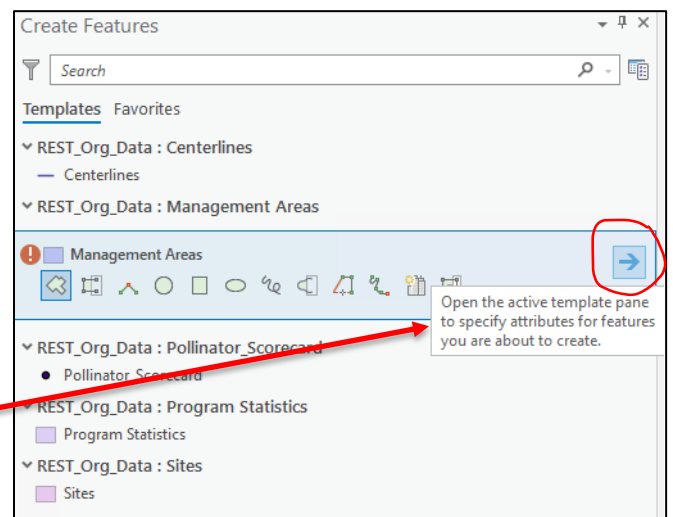 Create Features
Search
Templates Favorites
REST_Org_Data : Centerlines
Centerlines
REST_Org_Data : Management Areas
Management Areas
Open the active template pane
to specify attributes for features
you are about to create.
REST_Org_Data : Pollinator_Scorecard
Pollinator_Scorecard
REST_Org_Data : Program Statistics
Program Statistics
REST_Org_Data : Sites
Sites